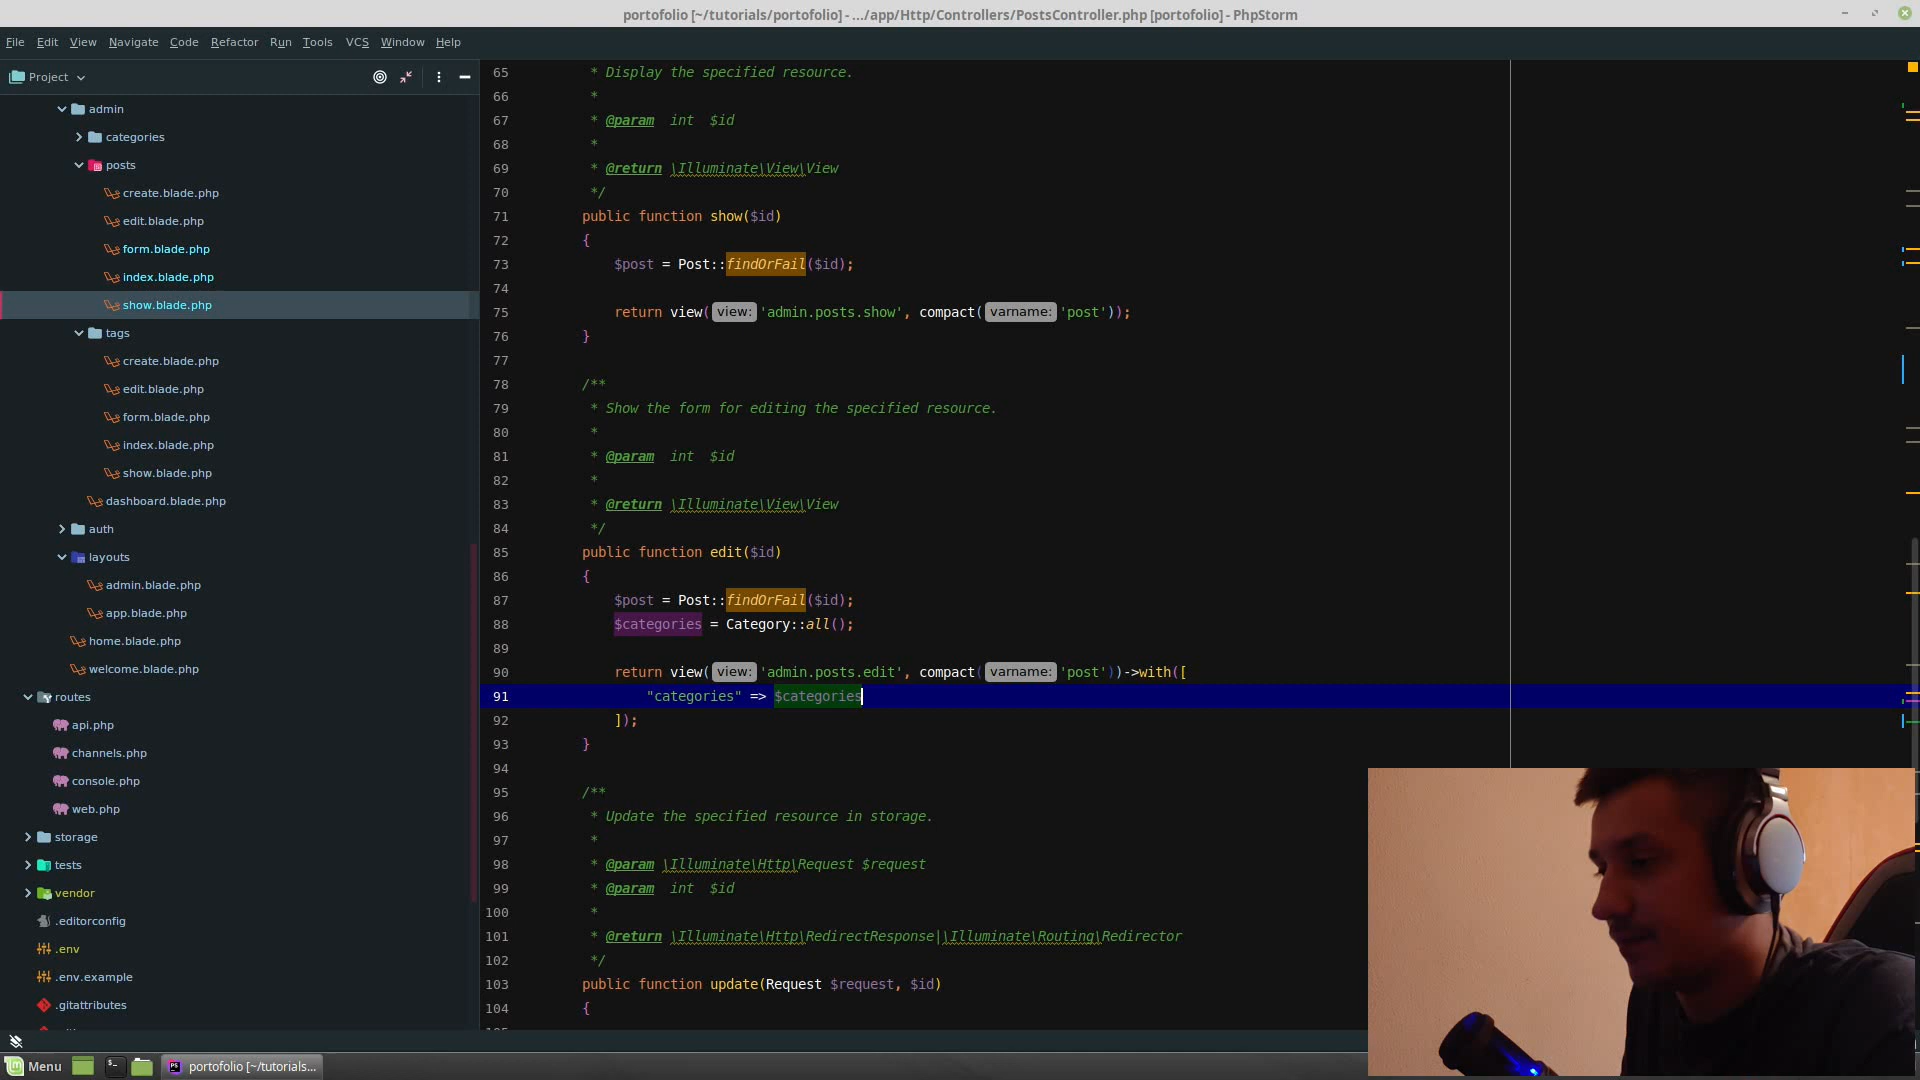 portofolio [~/tutorials/portofolio] - .../app/Http/Controllers/PostsController.php [portofolio] - PhpStorm
File Edit View Navigate Code Refactor Run Tools VCS Window Help
Project
admin
categories
posts
create.blade.php
edit.blade.php
form.blade.php
index.blade.php
show.blade.php
tags
create.blade.php
edit.blade.php
form.blade.php
index.blade.php
show.blade.php
dashboard.blade.php
auth
layouts
admin.blade.php
app.blade.php
home.blade.php
welcome.blade.php
routes
api.php
channels.php
console.php
web.php
storage
tests
vendor
.editorconfig
.env
.env.example
.gitattributes
65 * Display the specified resource.
66 *
67 * @param  int  $id
68 *
69 * @return \Illuminate\View\View
70 */
71 public function show($id)
72 {
73 $post = Post::findOrFail($id);
74
75 return view( view: 'admin.posts.show', compact( varname: 'post'));
76 }
77
78 /**
79 * Show the form for editing the specified resource.
80 *
81 * @param  int  $id
82 *
83 * @return \Illuminate\View\View
84 */
85 public function edit($id)
86 {
87 $post = Post::findOrFail($id);
88 $categories = Category::all();
89
90 return view( view: 'admin.posts.edit', compact( varname: 'post'))->with([
91 "categories" => $categories
92 ]);
93 }
94
95 /**
96 * Update the specified resource in storage.
97 *
98 * @param \Illuminate\Http\Request $request
99 * @param  int  $id
100 *
101 * @return \Illuminate\Http\RedirectResponse|\Illuminate\Routing\Redirector
102 */
103 public function update(Request $request, $id)
104 {
Menu
portofolio [~/tutorials...